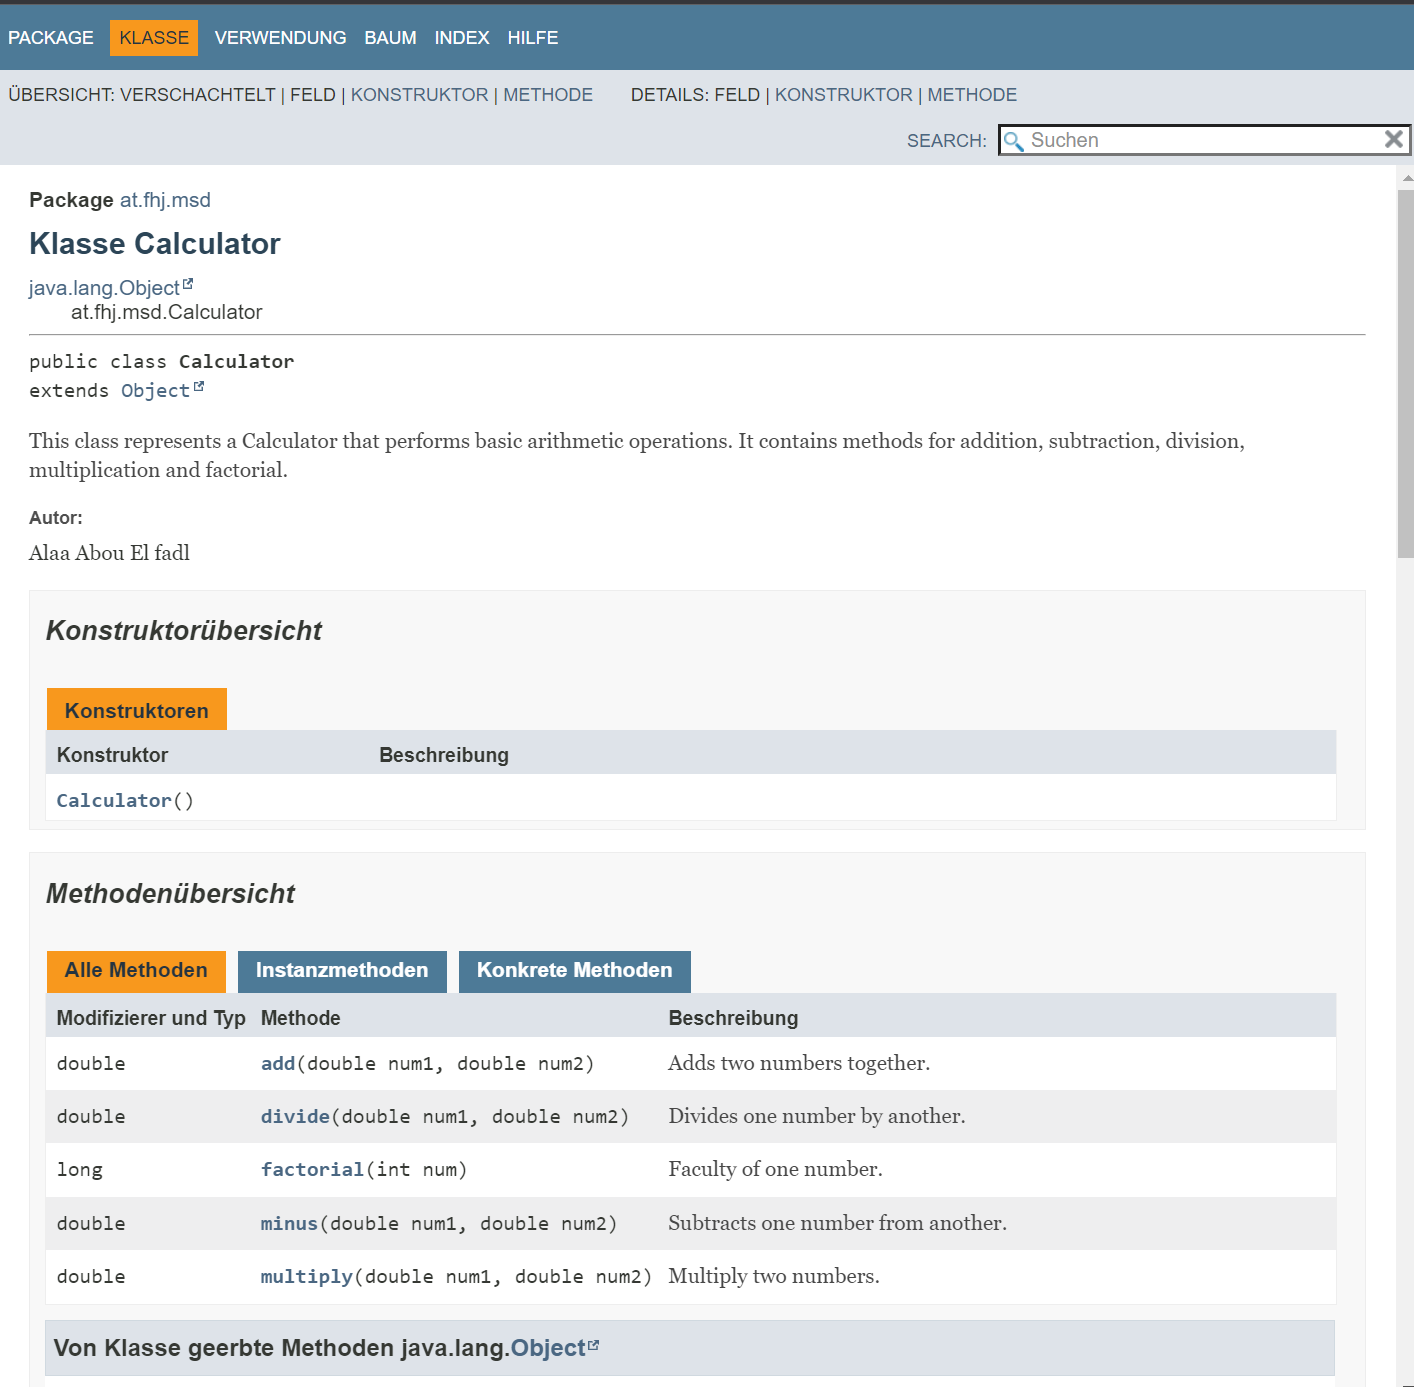 PACKAGE KLASSE VERWENDUNG BAUM INDEX HILFE
ÜBERSICHT: VERSCHACHTELT | FELD | KONSTRUKTOR | METHODE DETAILS: FELD | KONSTRUKTOR | METHODE
SEARCH: Suchen
Package at.fhj.msd
Klasse Calculator
java.lang.Object
at.fhj.msd.Calculator
public class Calculator
extends Object
This class represents a Calculator that performs basic arithmetic operations. It contains methods for addition, subtraction, division,
multiplication and factorial.
Autor:
Alaa Abou El fadl
Konstruktorübersicht
Konstruktoren
Konstruktor Beschreibung
Calculator()
Methodenübersicht
Alle Methoden Instanzmethoden Konkrete Methoden
Modifizierer und Typ Methode Beschreibung
double add(double num1, double num2) Adds two numbers together.
double divide(double num1, double num2) Divides one number by another.
long factorial(int num) Faculty of one number.
double minus(double num1, double num2) Subtracts one number from another.
double multiply(double num1, double num2) Multiply two numbers.
Von Klasse geerbte Methoden java.lang.Object